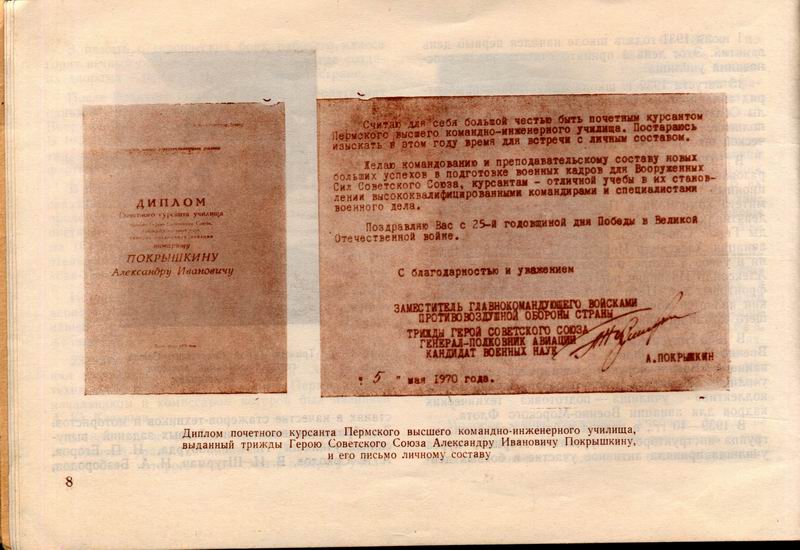 ДИПЛОМ
Почетного курсанта училища
ПОКРЫШКИНУ
Александру Ивановичу
Считаю для себя большой честью быть почетным курсантом
Пермского высшего командно-инженерного училища. Постараюсь
изыскать в этом году время для встречи с личным составом.
Желаю командованию и преподавательскому составу новых
больших успехов в подготовке военных кадров для Вооруженных
Сил Советского Союза, курсантам - отличной учебы в их станов-
лении высококвалифицированными командирами и специалистами
военного дела.
Поздравляю Вас с 25-й годовщиной дня Победы в Великой
Отечественной войне.
С благодарностью и уважением
ЗАМЕСТИТЕЛЬ ГЛАВНОКОМАНДУЮЩЕГО ВОЙСКАМИ
ПРОТИВОВОЗДУШНОЙ ОБОРОНЫ СТРАНЫ
ТРИЖДЫ ГЕРОЙ СОВЕТСКОГО СОЮЗА
ГЕНЕРАЛ-ПОЛКОВНИК АВИАЦИИ
КАНДИДАТ ВОЕННЫХ НАУК
А.ПОКРЫШКИН
" 5 " мая 1970 года.
Диплом почетного курсанта Пермского высшего командно-инженерного училища,
выданный трижды Герою Советского Союза Александру Ивановичу Покрышкину,
и его письмо личному составу
8